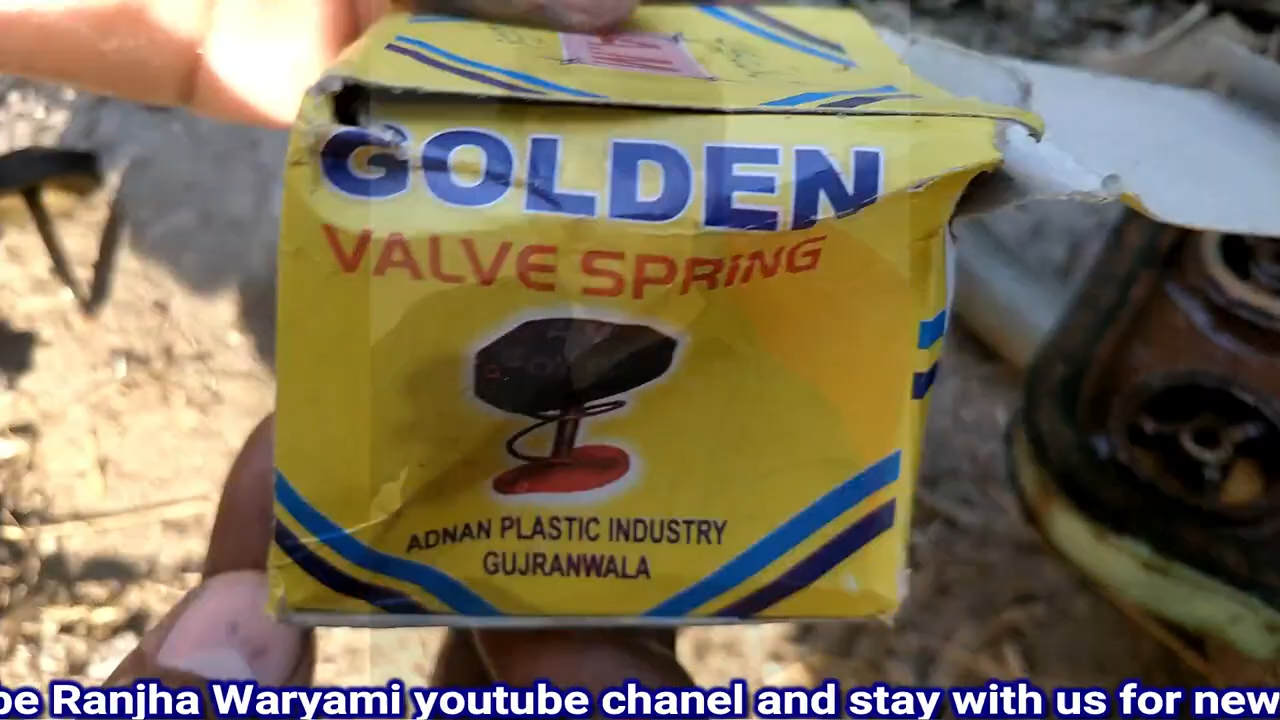 GOLDEN
VALVE SPRING
ADNAN PLASTIC INDUSTRY
GUJRANWALA
be Ranjha Waryami youtube chanel and stay with us for new